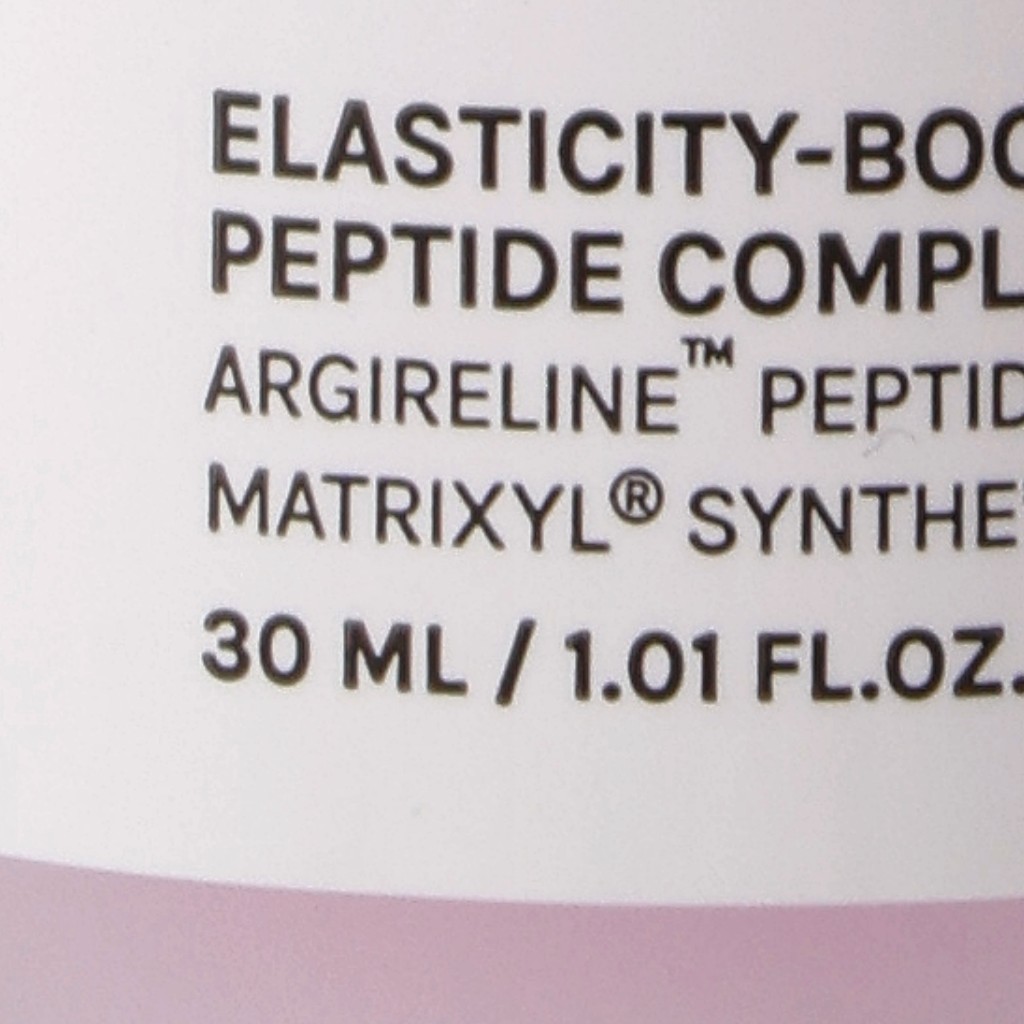 ELASTICITY-BOO
PEPTIDE COMPL
ARGIRELINE™ PEPTID
MATRIXYL® SYNTHE
30 ML / 1.01 FL.OZ.